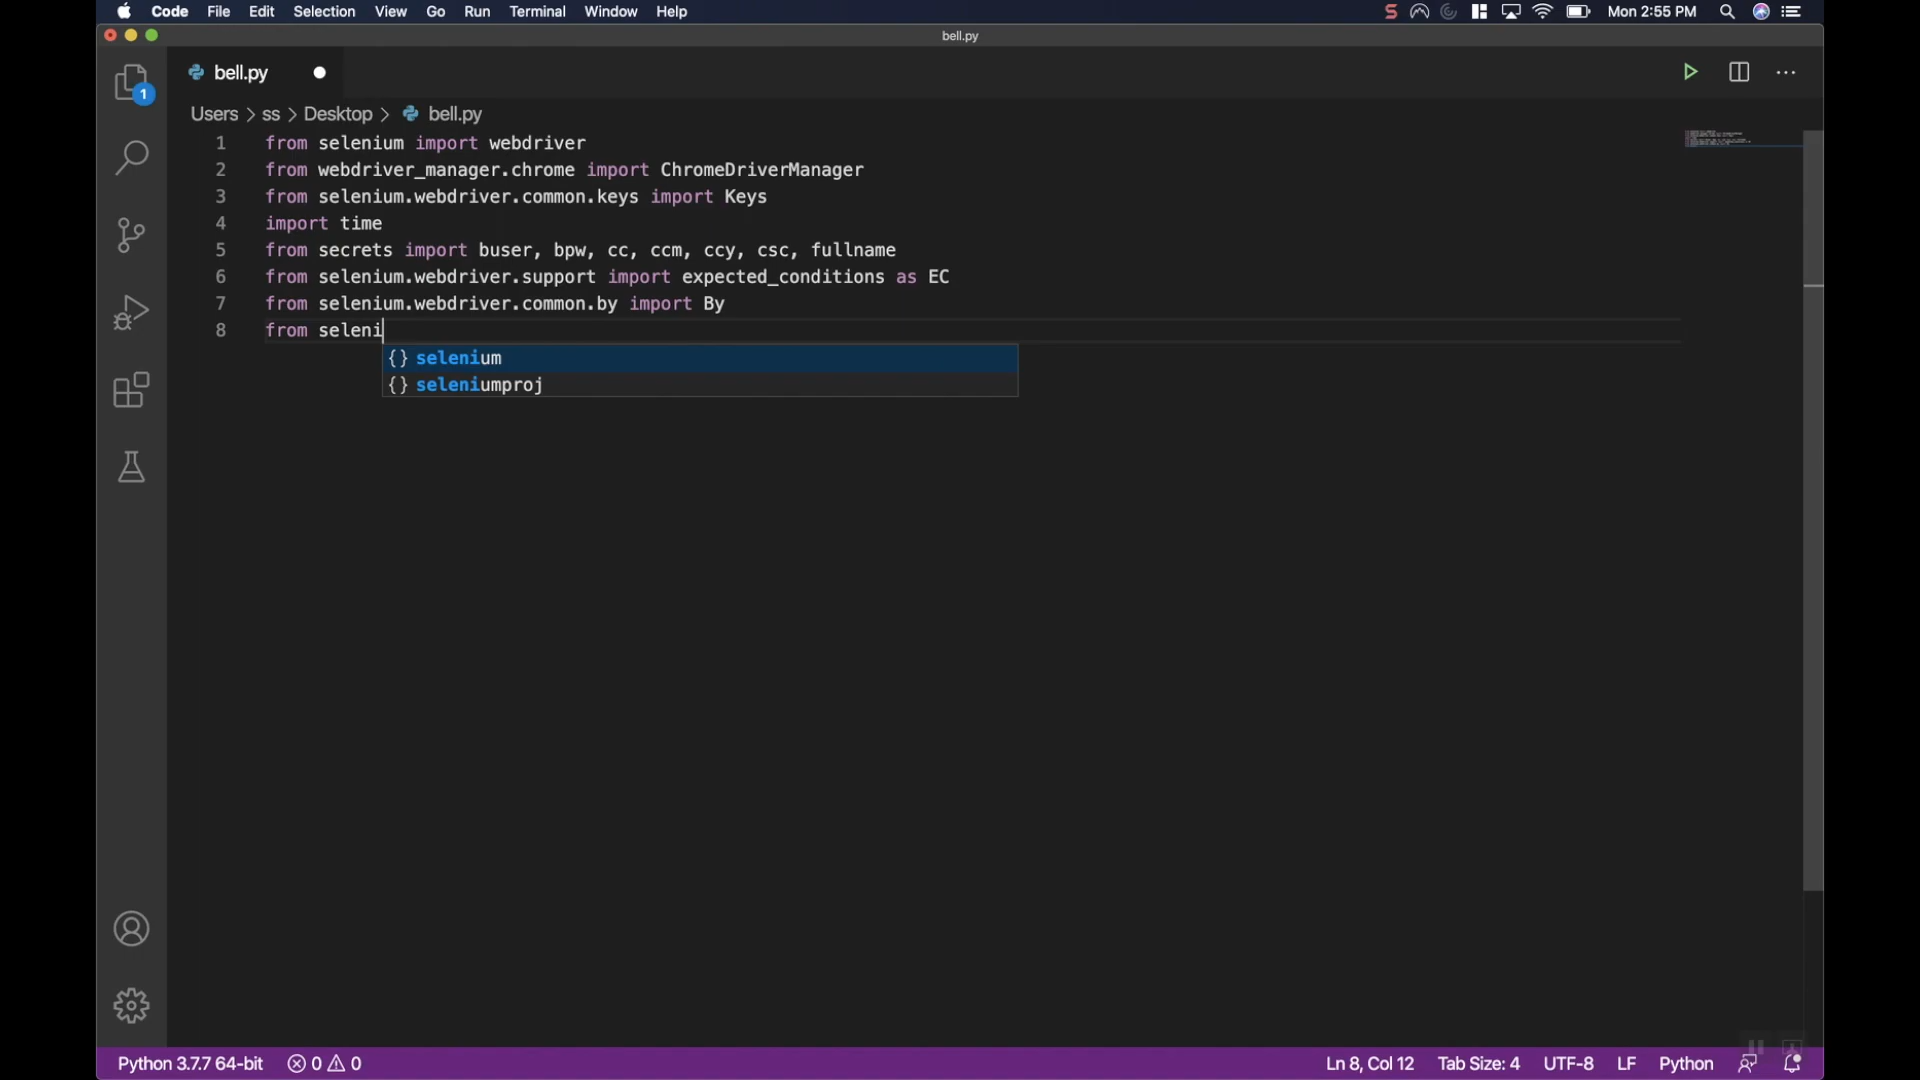 Code File Edit Selection View Go Run Terminal Window Help Mon 2:55 PM
bell.py
bell.py
1
Users > ss > Desktop > bell.py
1 from selenium import webdriver
2 from webdriver_manager.chrome import ChromeDriverManager
3 from selenium.webdriver.common.keys import Keys
4 import time
5 from secrets import buser, bpw, cc, ccm, ccy, csc, fullname
6 from selenium.webdriver.support import expected_conditions as EC
7 from selenium.webdriver.common.by import By
8 from seleni
{} selenium
{} seleniumproj
Python 3.7.7 64-bit 0 0 Ln 8, Col 12 Tab Size: 4 UTF-8 LF Python